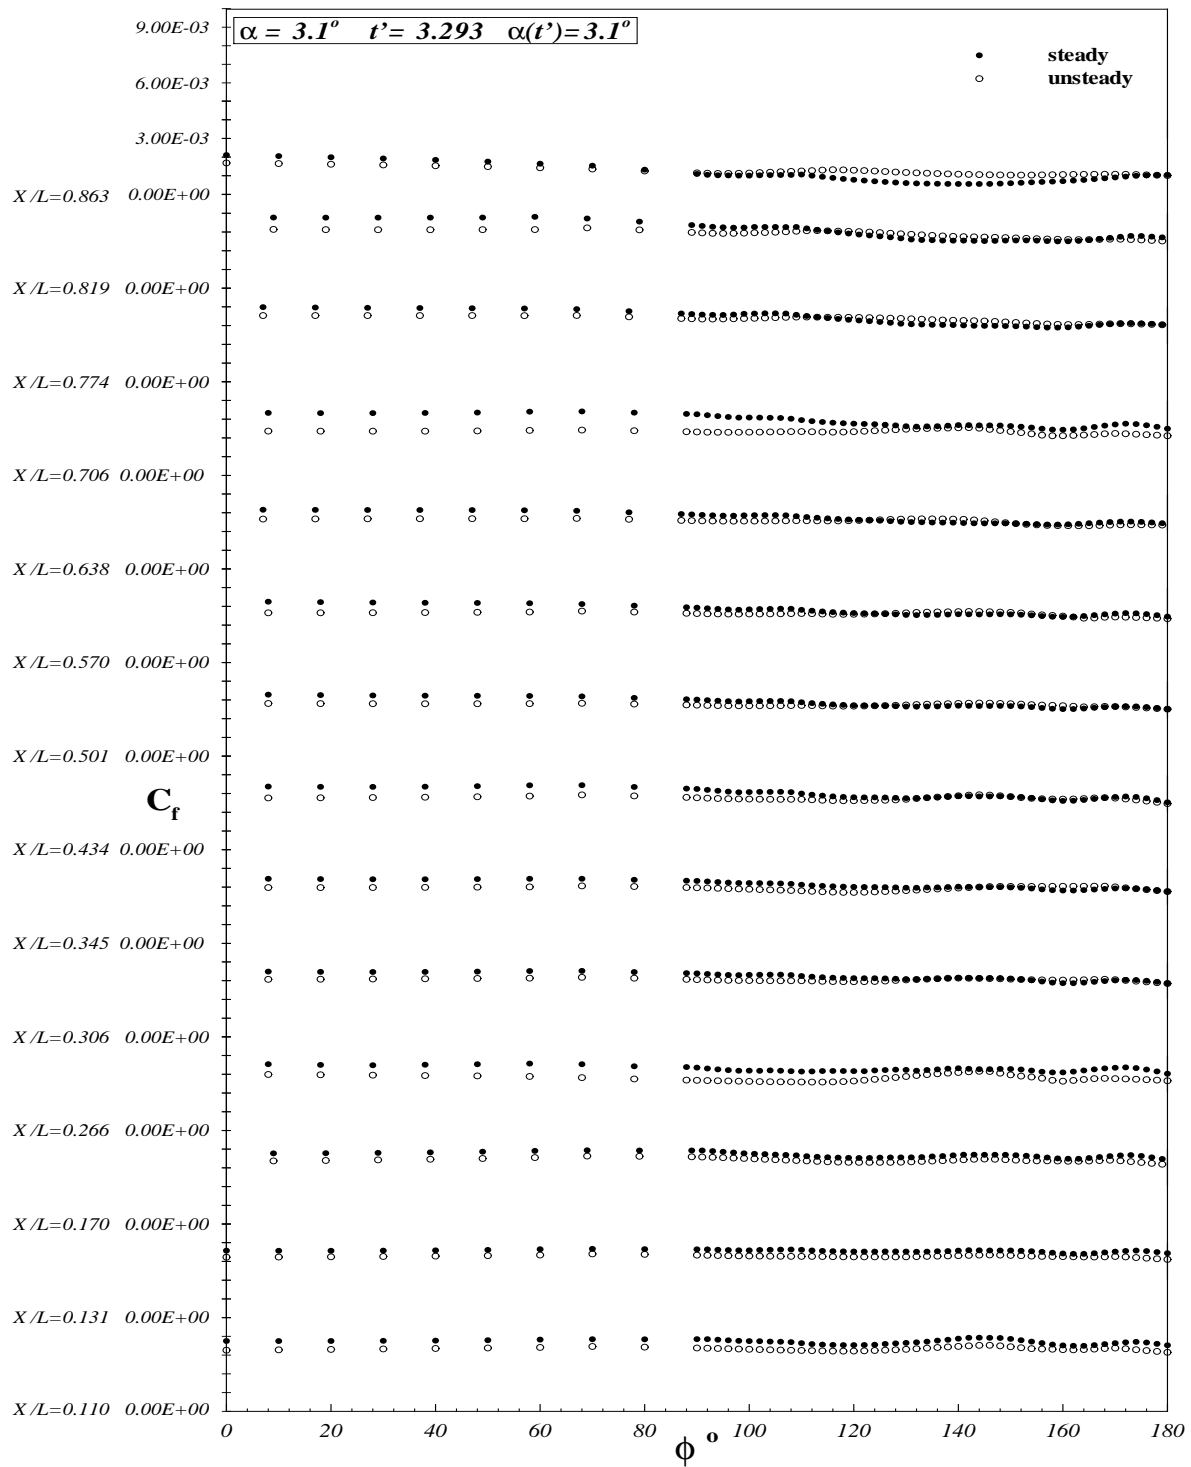 9.00E-03
α = 3.1° t’= 3.293 α(t’)=3.1°
steady
6.00E-03
unsteady
3.00E-03
X/L=0.863 0.00E+00
X/L=0.819 0.00E+00
X/L=0.774 0.00E+00
X/L=0.706 0.00E+00
X/L=0.638 0.00E+00
X/L=0.570 0.00E+00
X/L=0.501 0.00E+00
Cf
X/L=0.434 0.00E+00
X/L=0.345 0.00E+00
X/L=0.306 0.00E+00
X/L=0.266 0.00E+00
X/L=0.170 0.00E+00
X/L=0.131 0.00E+00
X/L=0.110 0.00E+00
0 20 40 60 80 100 120 140 160 180
ϕ °